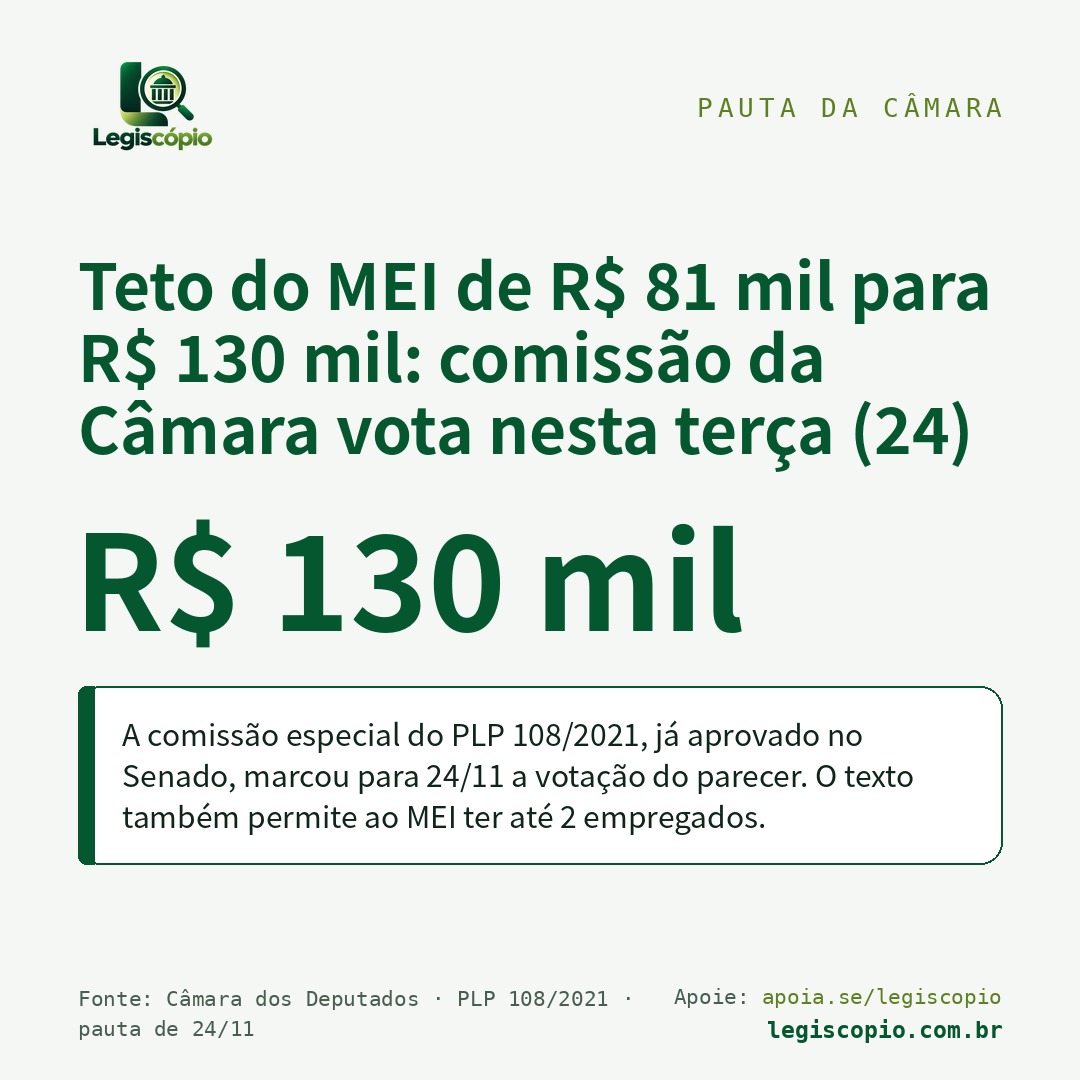 Legiscópio
PAUTA DA CÂMARA
Teto do MEI de R$ 81 mil para
R$ 130 mil: comissão da
Câmara vota nesta terça (24)
R$ 130 mil
A comissão especial do PLP 108/2021, já aprovado no
Senado, marcou para 24/11 a votação do parecer. O texto
também permite ao MEI ter até 2 empregados.
Fonte: Câmara dos Deputados · PLP 108/2021 ·
pauta de 24/11
Apoie: apoia.se/legiscopio
legiscopio.com.br